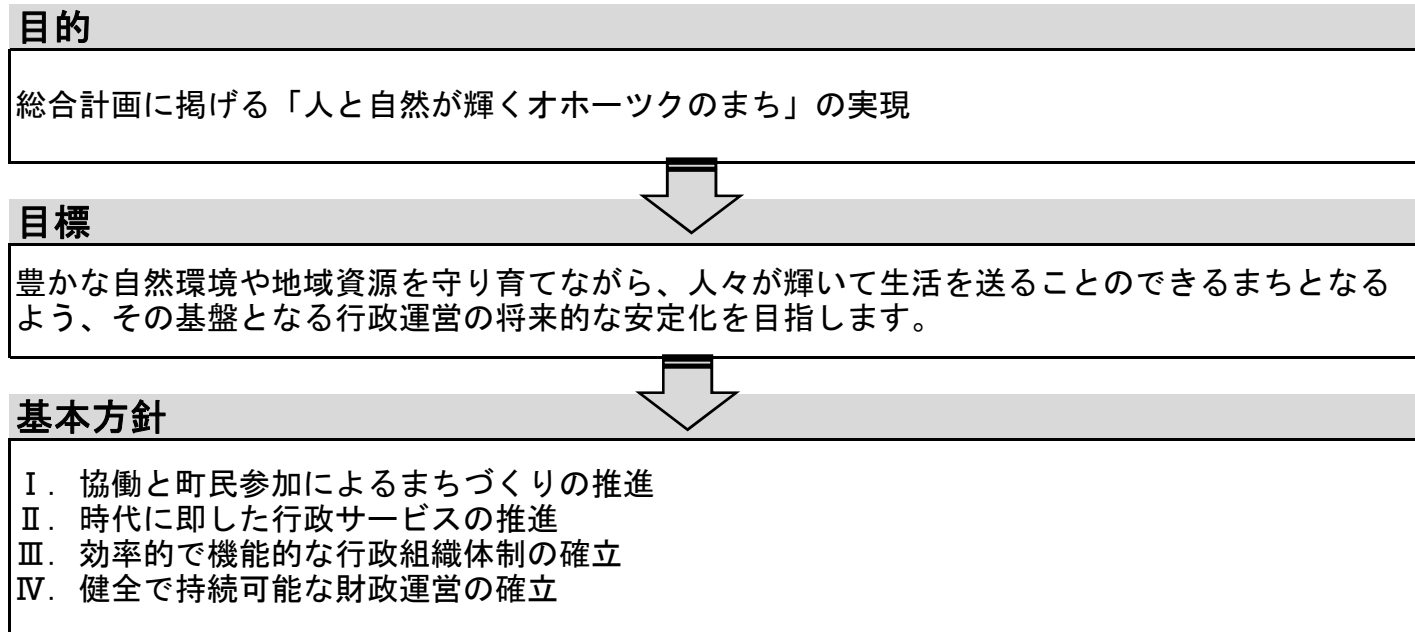 目的
総合計画に掲げる「人と自然が輝くオホーツクのまち」の実現
目標
豊かな自然環境や地域資源を守り育てながら、人々が輝いて生活を送ることのできるまちとなる
よう、その基盤となる行政運営の将来的な安定化を目指します。
基本方針
Ⅰ. 協働と町民参加によるまちづくりの推進
Ⅱ. 時代に即した行政サービスの推進
Ⅲ. 効率的で機能的な行政組織体制の確立
Ⅳ. 健全で持続可能な財政運営の確立